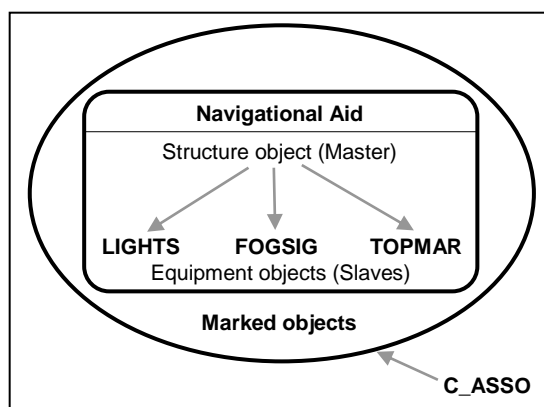 Navigational Aid
Structure object (Master)
LIGHTS FOGSIG TOPMAR
Equipment objects (Slaves)
Marked objects
C_ASSO